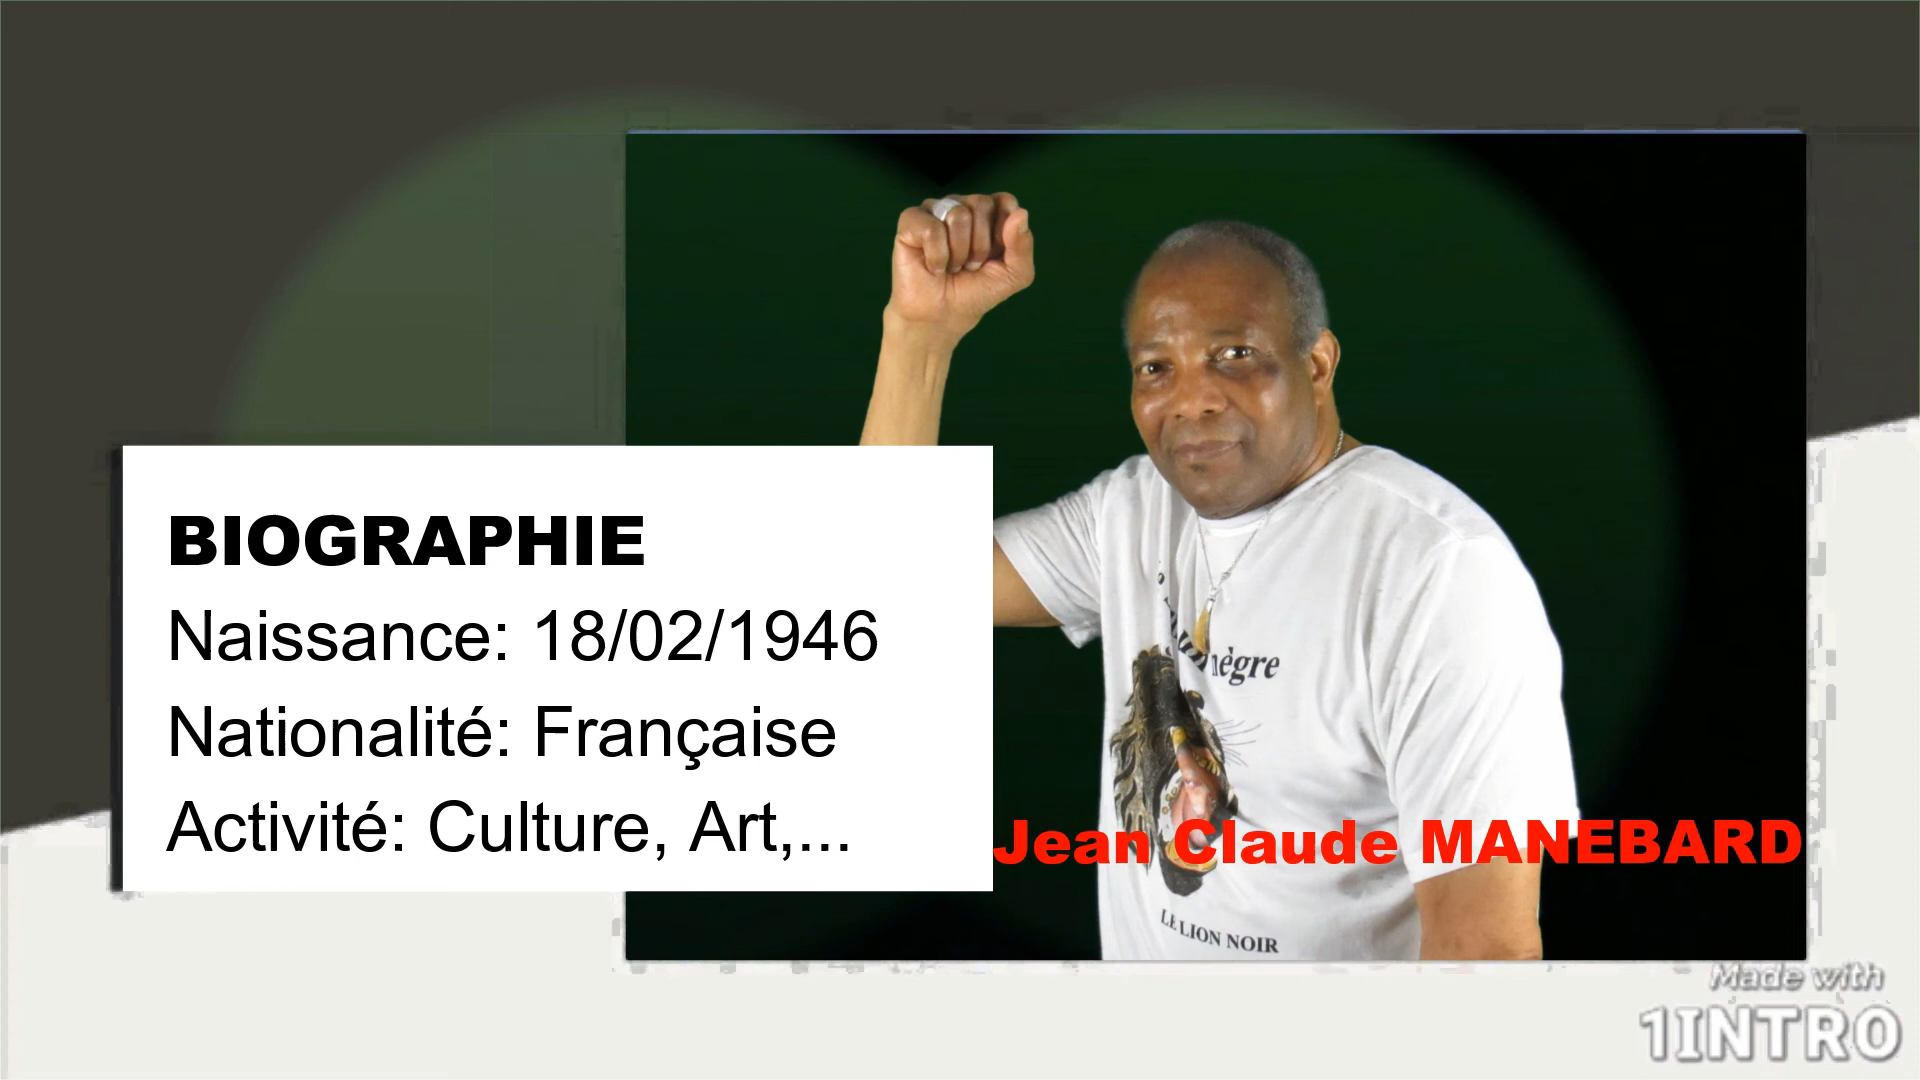 BIOGRAPHIE
Naissance: 18/02/1946
Nationalité: Française
Activité: Culture, Art,...
nègre
Jean Claude MANEBARD
LE LION NOIR
Made with
1INTRO